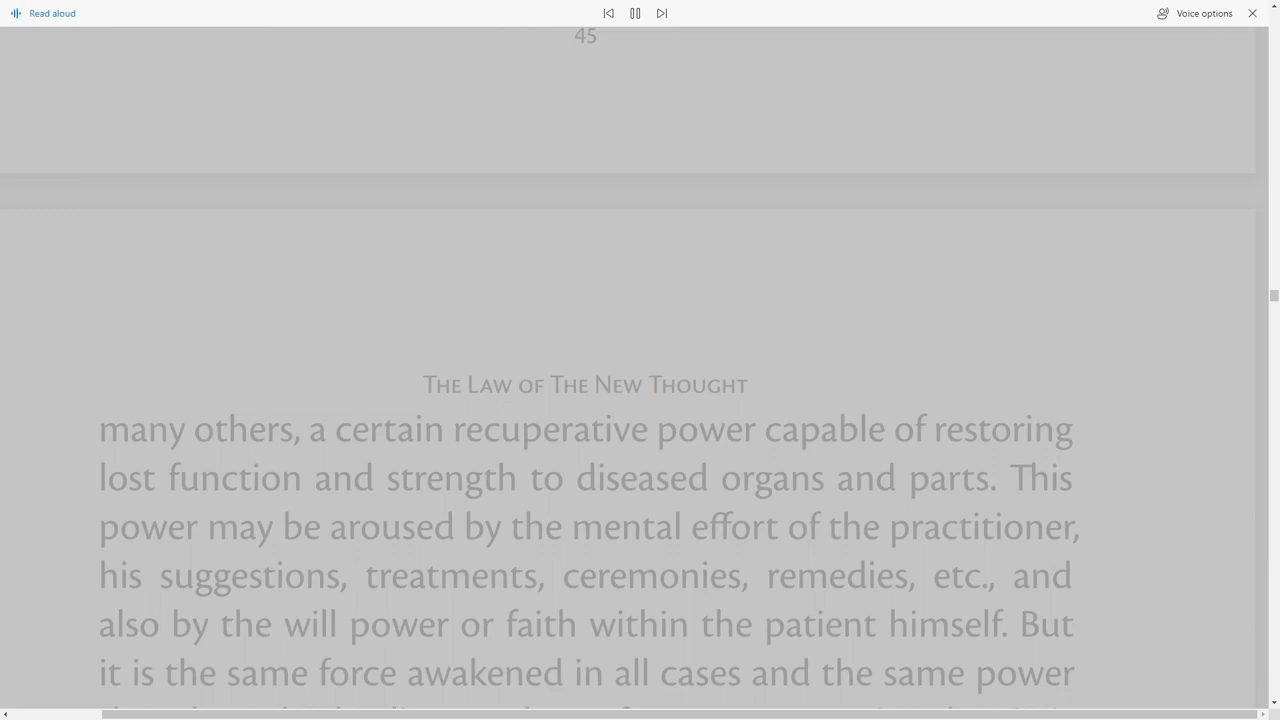 Read aloud
Voice options
45
The Law of The New Thought
many others, a certain recuperative power capable of restoring
lost function and strength to diseased organs and parts. This
power may be aroused by the mental effort of the practitioner,
his suggestions, treatments, ceremonies, remedies, etc., and
also by the will power or faith within the patient himself. But
it is the same force awakened in all cases and the same power